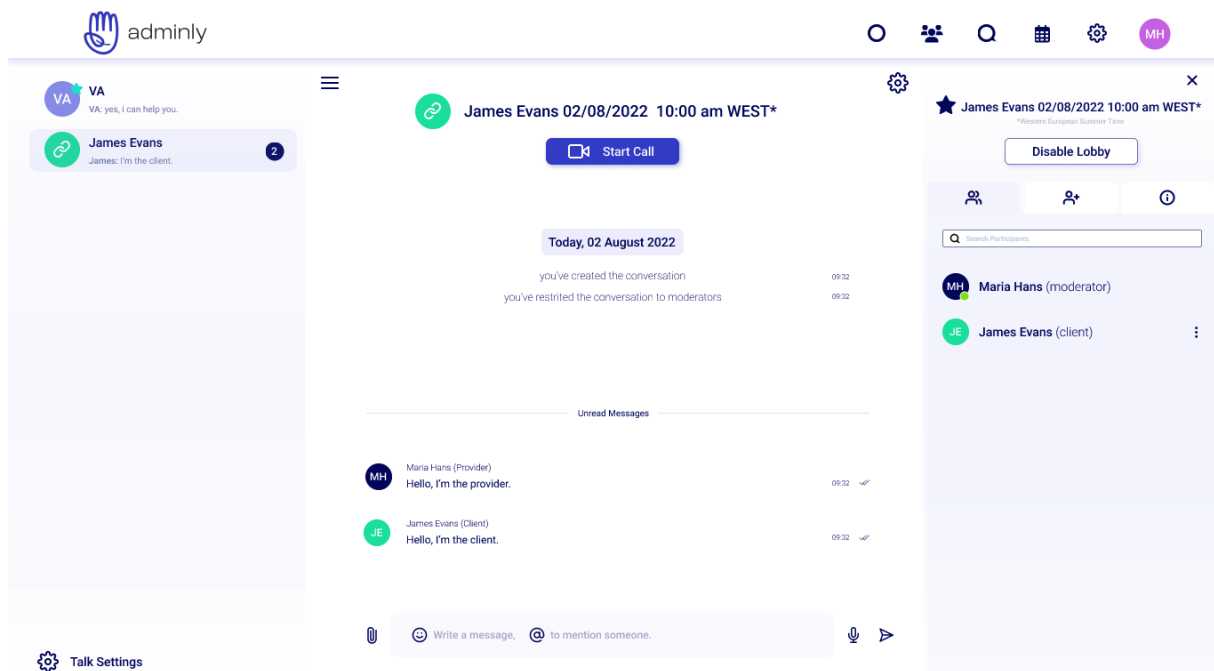 adminly
MH
VA
VA
VA: yes, i can help you.
James Evans
James: I'm the client.
2
Talk Settings
James Evans 02/08/2022 10:00 am WEST*
Start Call
Today, 02 August 2022
you've created the conversation 09:32
you've restrited the conversation to moderators 09:32
Unread Messages
MH
Maria Hans (Provider)
Hello, I'm the provider. 09:32
JE
James Evans (Client)
Hello, I'm the client. 09:32
Write a message, @ to mention someone.
James Evans 02/08/2022 10:00 am WEST*
*Western European Summer Time
Disable Lobby
Search Participants
MH Maria Hans (moderator)
JE James Evans (client)